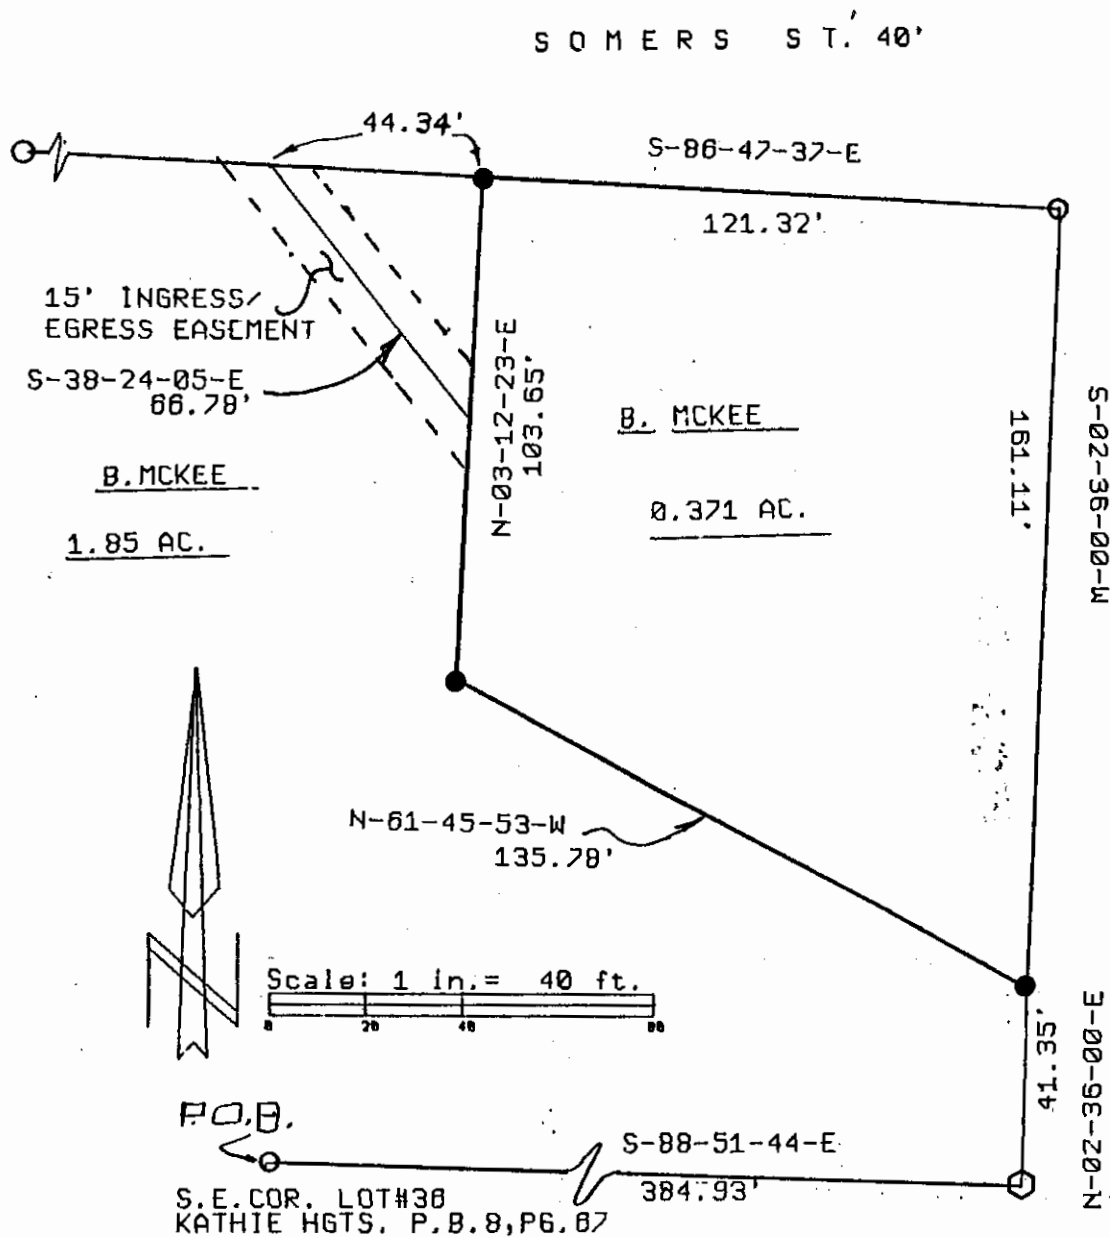 SOMERS ST. 40'
44.34'
S-86-47-37-E
121.32'
15' INGRESS/
EGRESS EASEMENT
S-38-24-05-E
66.78'
N-03-12-23-E
103.65'
B. MCKEE
0.371 AC.
161.11'
S-02-36-00-W
B.MCKEE
1.85 AC.
N-61-45-53-W
135.78'
N
Scale: 1 in.= 40 ft.
0 20 40 80
41.35'
N-02-36-00-E
P.O.B.
S-88-51-44-E
384.93'
S.E.COR. LOT#36
KATHIE HGTS. P.B.8,PG.67